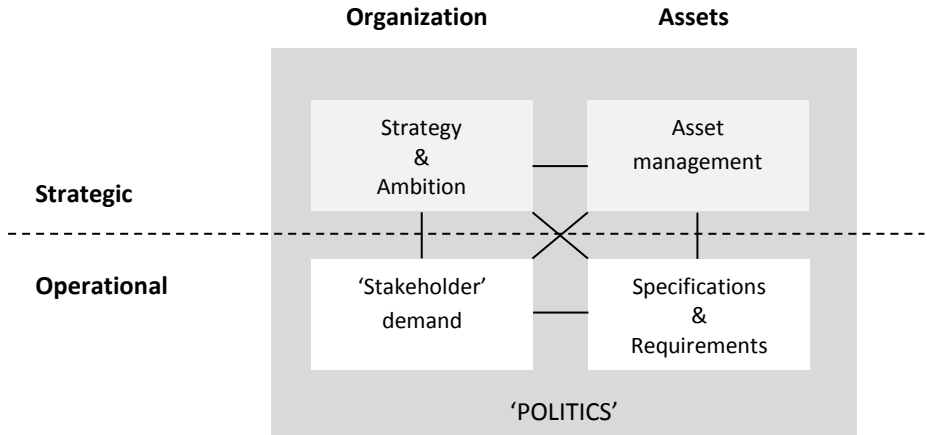 Organization
Assets
Strategy
&
Ambition
Asset
management
Strategic
Operational
‘Stakeholder’
demand
Specifications
&
Requirements
‘POLITICS’